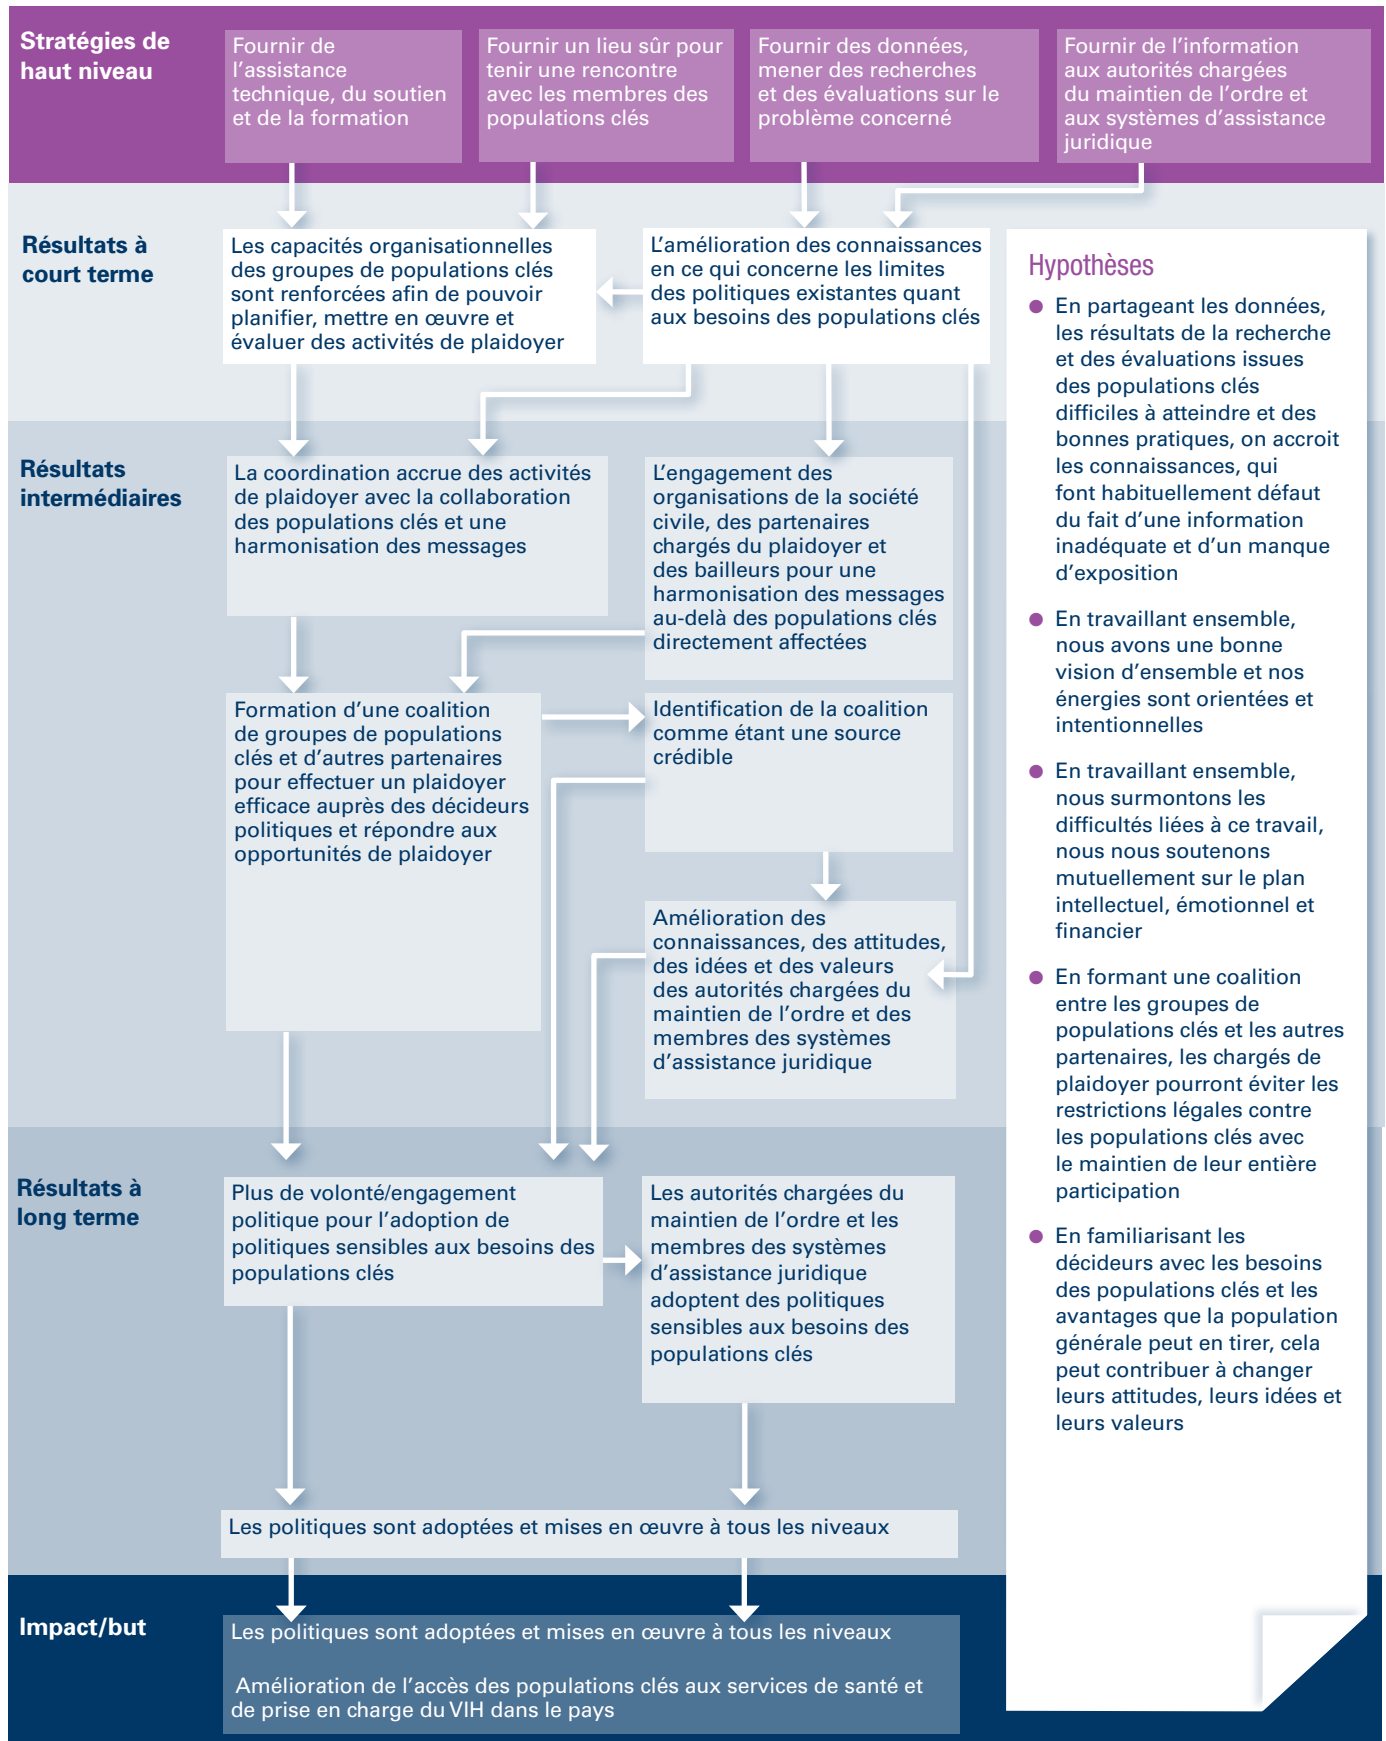 Stratégies de
haut niveau
Fournir de
l’assistance
technique, du soutien
et de la formation
Fournir un lieu sûr pour
tenir une rencontre
avec les membres des
populations clés
Fournir des données,
mener des recherches
et des évaluations sur le
problème concerné
Fournir de l’information
aux autorités chargées
du maintien de l’ordre et
aux systèmes d’assistance
juridique
Résultats à
court terme
Les capacités organisationnelles
des groupes de populations clés
sont renforcées afin de pouvoir
planifier, mettre en œuvre et
évaluer des activités de plaidoyer
L’amélioration des connaissances
en ce qui concerne les limites
des politiques existantes quant
aux besoins des populations clés
Résultats
intermédiaires
La coordination accrue des activités
de plaidoyer avec la collaboration
des populations clés et une
harmonisation des messages
L’engagement des
organisations de la société
civile, des partenaires
chargés du plaidoyer et
des bailleurs pour une
harmonisation des messages
au-delà des populations clés
directement affectées
Formation d’une coalition
de groupes de populations
clés et d’autres partenaires
pour effectuer un plaidoyer
efficace auprès des décideurs
politiques et répondre aux
opportunités de plaidoyer
Identification de la coalition
comme étant une source
crédible
Amélioration des
connaissances, des attitudes,
des idées et des valeurs
des autorités chargées du
maintien de l’ordre et des
membres des systèmes
d’assistance juridique
Résultats à
long terme
Plus de volonté/engagement
politique pour l’adoption de
politiques sensibles aux besoins des
populations clés
Les autorités chargées du
maintien de l’ordre et les
membres des systèmes
d’assistance juridique
adoptent des politiques
sensibles aux besoins des
populations clés
Les politiques sont adoptées et mises en œuvre à tous les niveaux
Impact/but
Les politiques sont adoptées et mises en œuvre à tous les niveaux
Amélioration de l’accès des populations clés aux services de santé et
de prise en charge du VIH dans le pays
Hypothèses
● En partageant les données,
les résultats de la recherche
et des évaluations issues
des populations clés
difficiles à atteindre et des
bonnes pratiques, on accroit
les connaissances, qui
font habituellement défaut
du fait d’une information
inadéquate et d’un manque
d’exposition
● En travaillant ensemble,
nous avons une bonne
vision d’ensemble et nos
énergies sont orientées et
intentionnelles
● En travaillant ensemble,
nous surmontons les
difficultés liées à ce travail,
nous nous soutenons
mutuellement sur le plan
intellectuel, émotionnel et
financier
● En formant une coalition
entre les groupes de
populations clés et les autres
partenaires, les chargés de
plaidoyer pourront éviter les
restrictions légales contre
les populations clés avec
le maintien de leur entière
participation
● En familiarisant les
décideurs avec les besoins
des populations clés et les
avantages que la population
générale peut en tirer, cela
peut contribuer à changer
leurs attitudes, leurs idées et
leurs valeurs